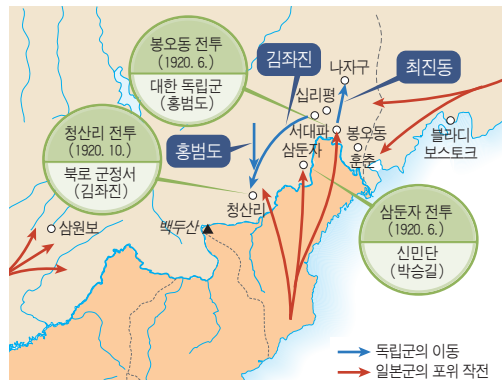 봉오동 전투
(1920. 6.)
대한 독립군
(홍범도)
김좌진
나자구
최진동
십리평
청산리 전투
(1920. 10.)
북로 군정서
(김좌진)
홍범도
서대파
봉오동
삼둔자
훈춘
블라디
보스토크
청산리
삼원보
백두산
삼둔자 전투
(1920. 6.)
신민단
(박승길)
독립군의 이동
일본군의 포위 작전